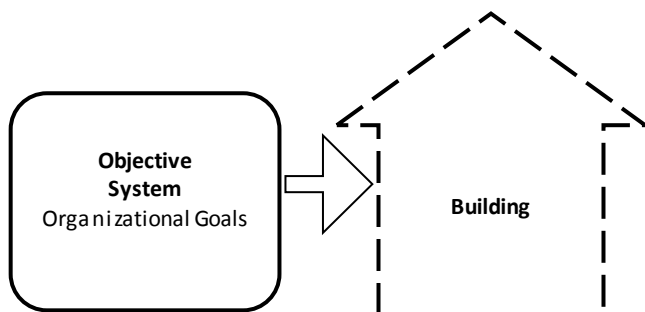 Objective
System
Organizational Goals
Building